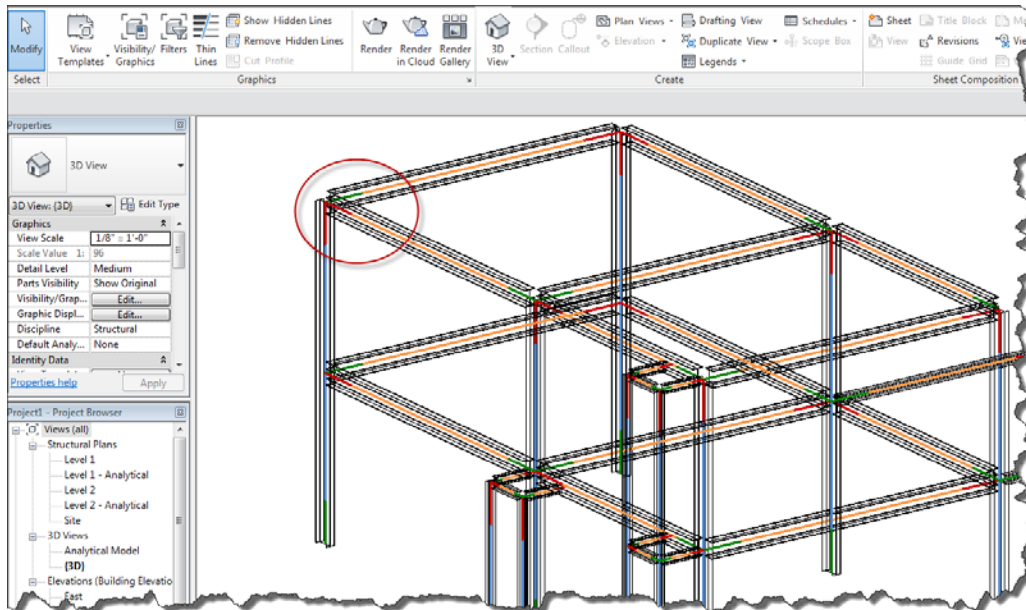 Modify
View Templates
Visibility/ Graphics
Filters
Thin Lines
Show Hidden Lines
Remove Hidden Lines
Cut Profile
Render
Render in Cloud
Render Gallery
3D View
Section
Callout
Plan Views
Elevation
Drafting View
Duplicate View
Legends
Schedules
Scope Box
Sheet
View
Title Block
Revisions
Guide Grid
Select
Graphics
Create
Sheet Composition
Properties
3D View
3D View: {3D}
Edit Type
Graphics
View Scale 1/8" = 1'-0"
Scale Value 1: 96
Detail Level Medium
Parts Visibility Show Original
Visibility/Grap... Edit...
Graphic Displ... Edit...
Discipline Structural
Default Analy... None
Identity Data
Properties help
Apply
Project1 - Project Browser
Views (all)
Structural Plans
Level 1
Level 1 - Analytical
Level 2
Level 2 - Analytical
Site
3D Views
Analytical Model
{3D}
Elevations (Building Elevatio
East